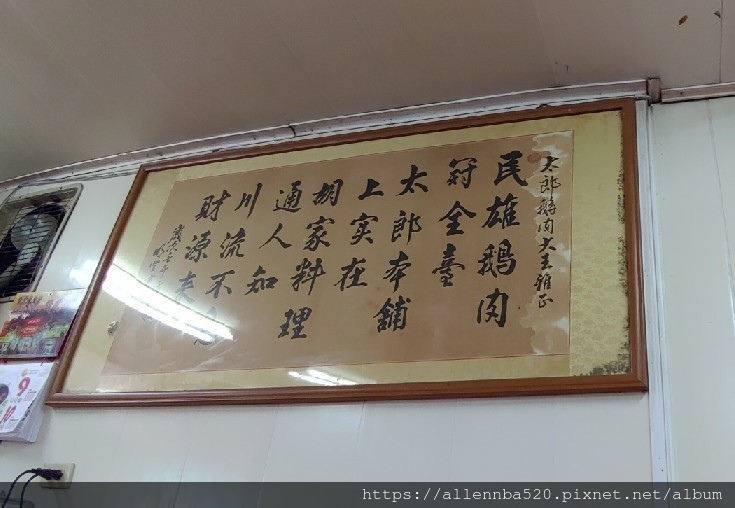 太郎鵝肉大王雅正
民雄鵝肉
冠全臺
太郎本舖
上實在
胡家料理
通人知
川流不
財源來
9
https://allennba520.pixnet.net/album